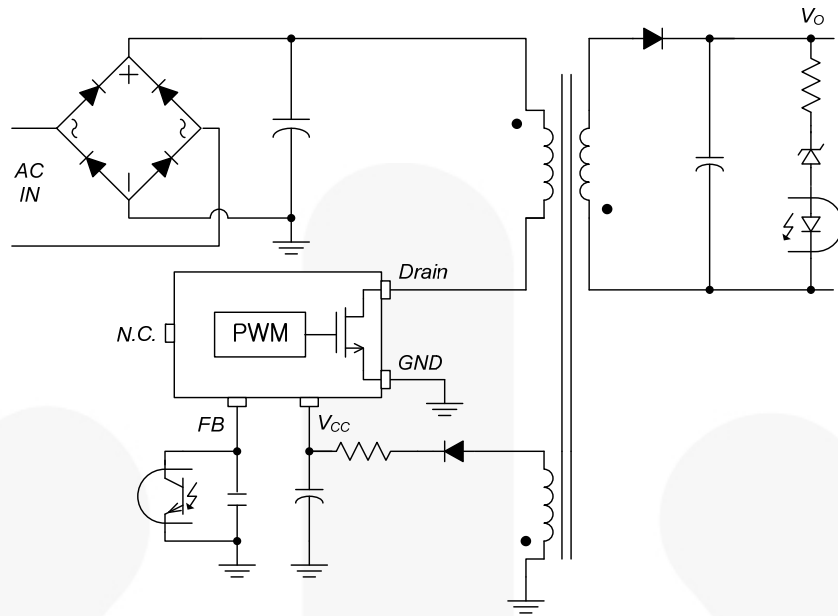 V_O
AC
IN
Drain
N.C.
PWM
GND
FB
V_CC